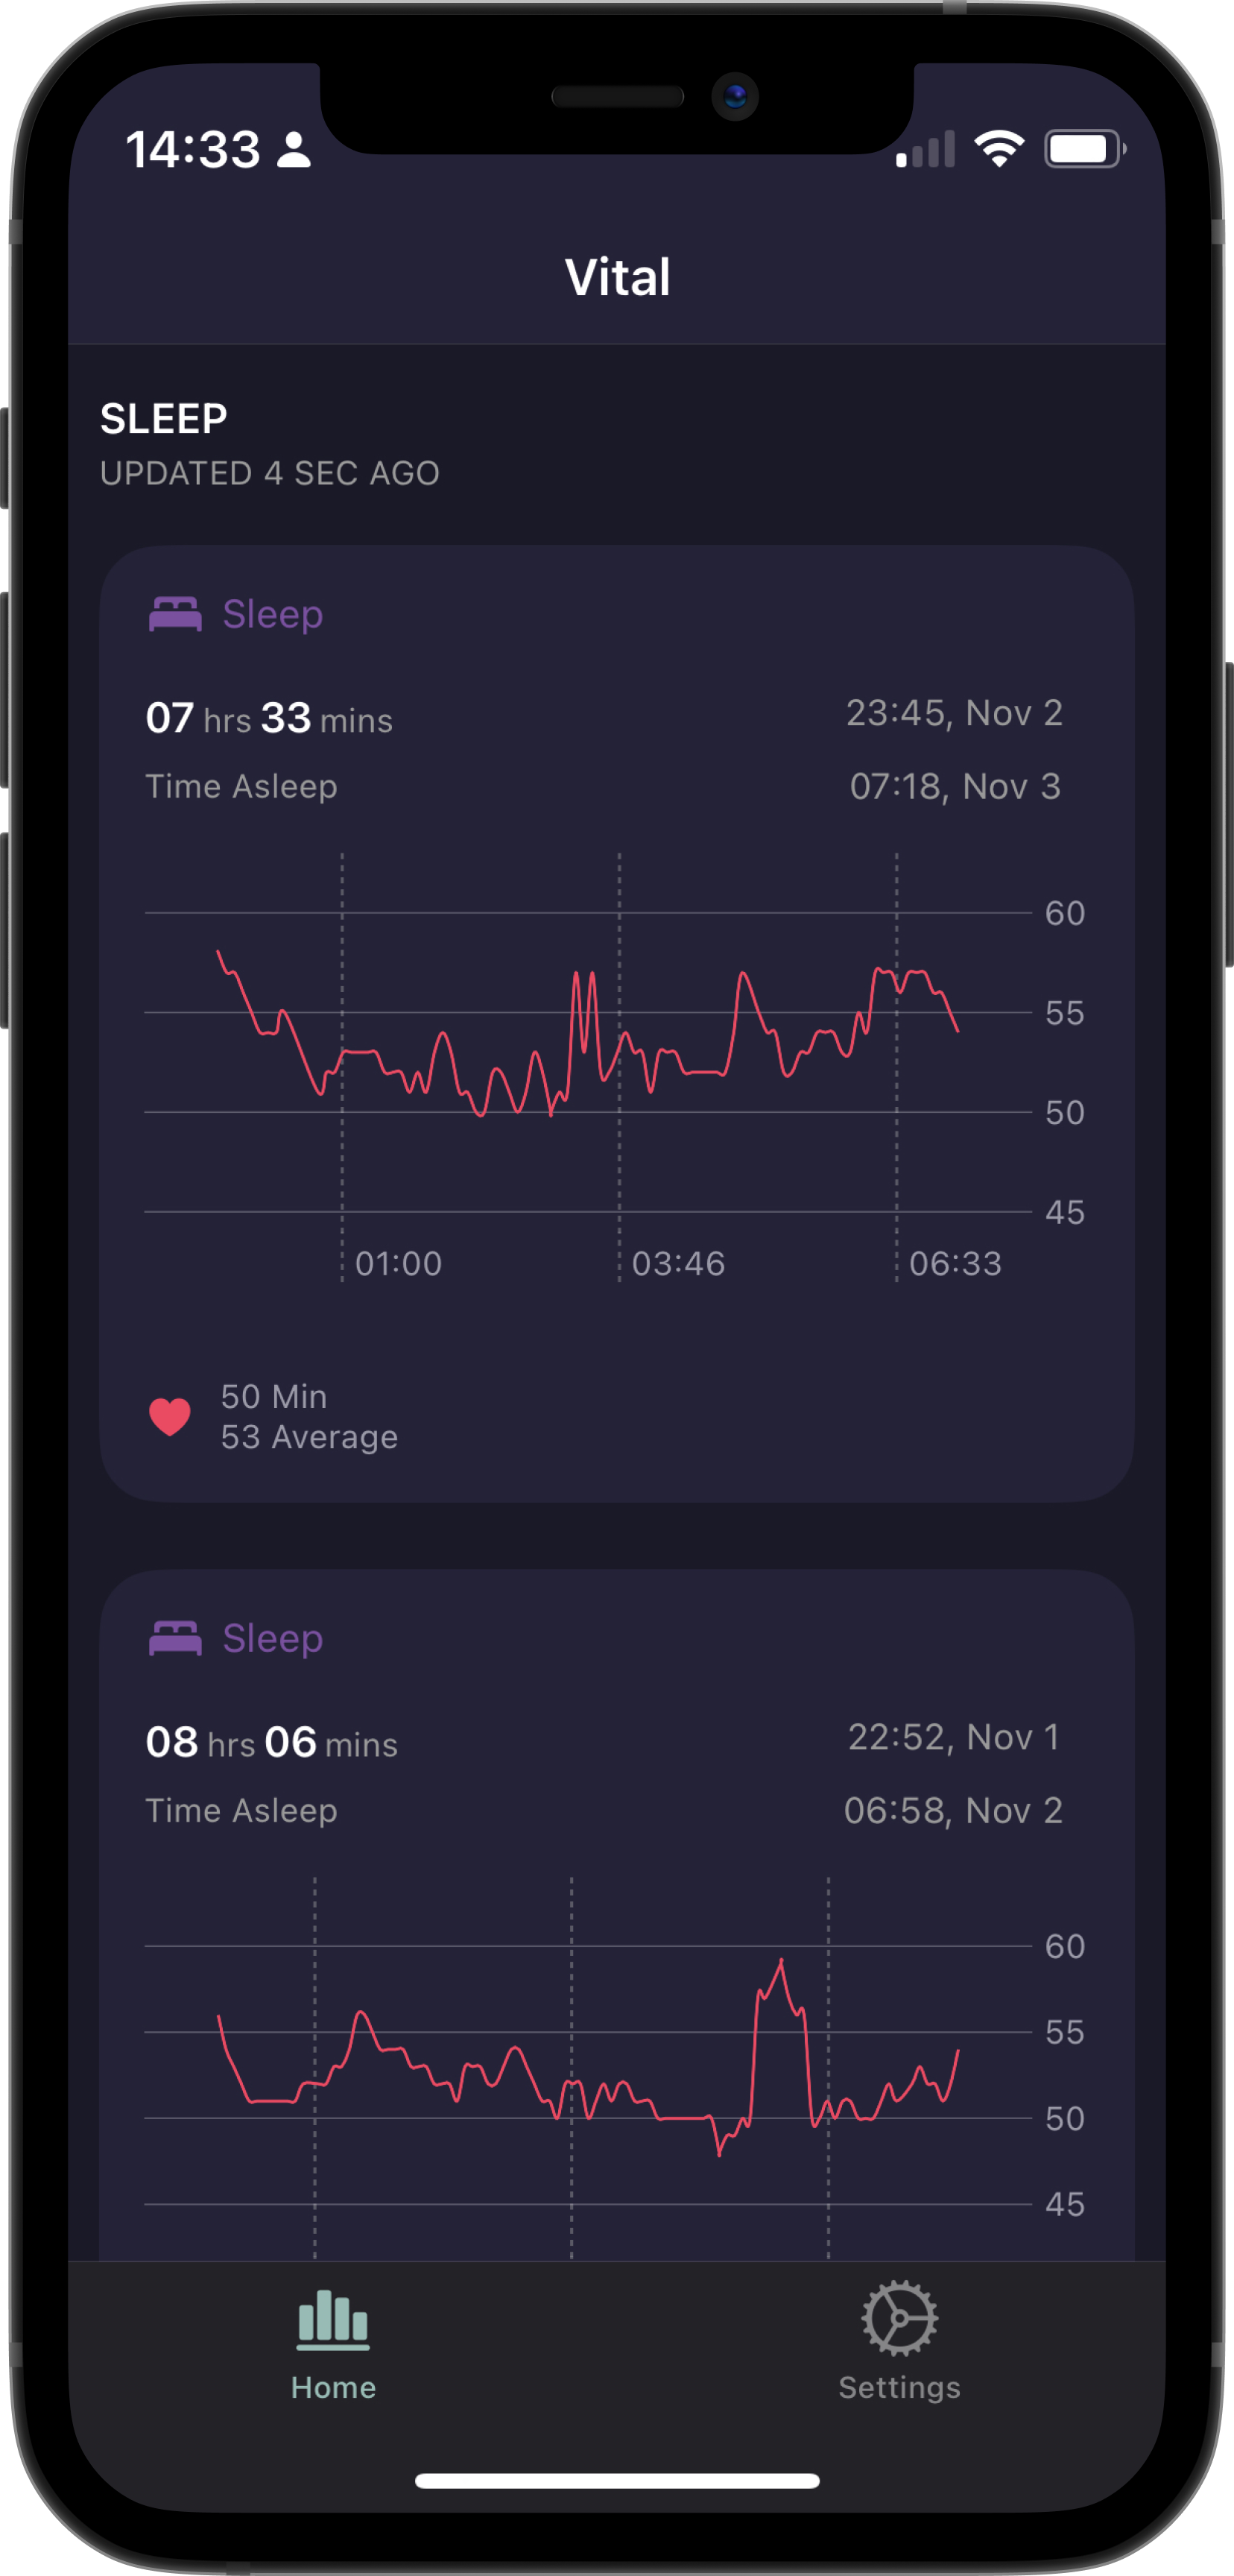 14:33
Vital
SLEEP
UPDATED 4 SEC AGO
Sleep
07 hrs 33 mins
23:45, Nov 2
Time Asleep
07:18, Nov 3
60
55
50
45
01:00
03:46
06:33
50 Min
53 Average
Sleep
08 hrs 06 mins
22:52, Nov 1
Time Asleep
06:58, Nov 2
60
55
50
45
Home
Settings